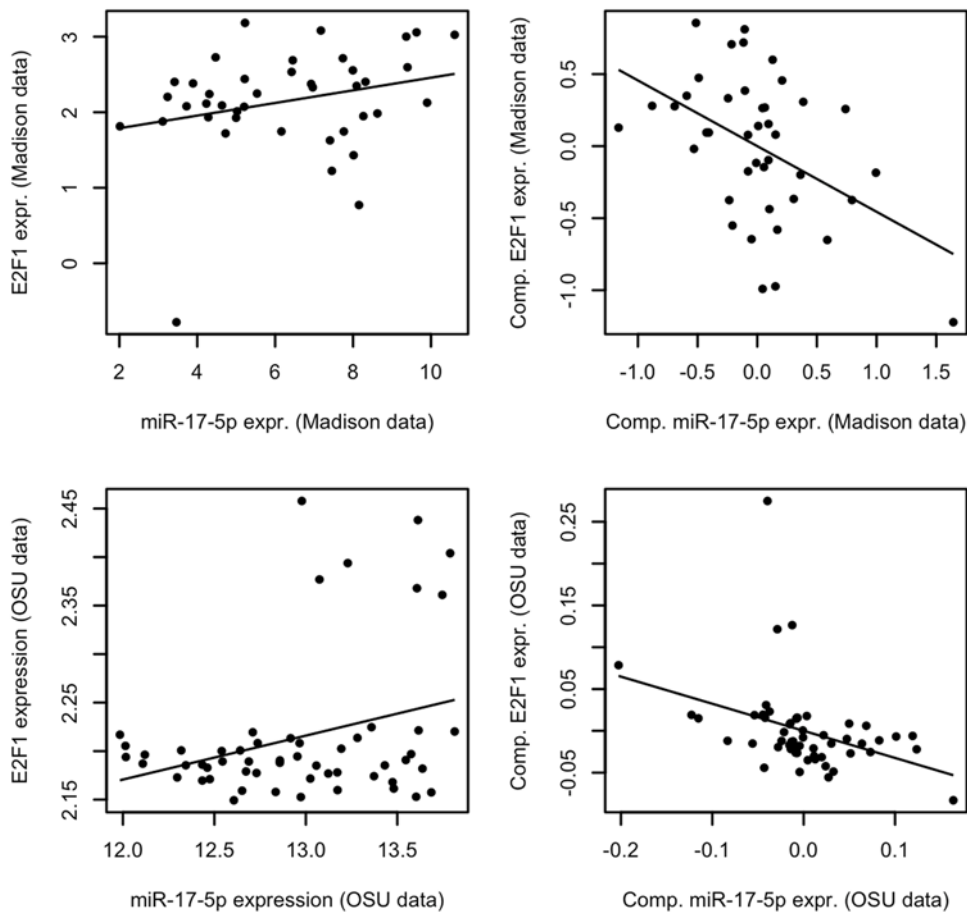 E2F1 expr. (Madison data)
3
2
1
0
2 4 6 8 10
miR-17-5p expr. (Madison data)
Comp. E2F1 expr. (Madison data)
0.5
0.0
-0.5
-1.0
-1.0 -0.5 0.0 0.5 1.0 1.5
Comp. miR-17-5p expr. (Madison data)
E2F1 expression (OSU data)
2.45
2.35
2.25
2.15
12.0 12.5 13.0 13.5
miR-17-5p expression (OSU data)
Comp. E2F1 expr. (OSU data)
0.25
0.15
0.05
-0.05
-0.2 -0.1 0.0 0.1
Comp. miR-17-5p expr. (OSU data)